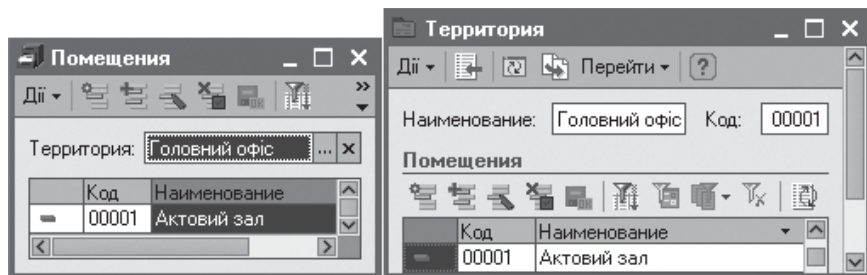 Помещения
Дії
Территория: Головний офіс ... ×
Код Наименование
00001 Актовий зал
Территория
Дії Перейти ?
Наименование: Головний офіс Код: 00001
Помещения
Код Наименование
00001 Актовий зал